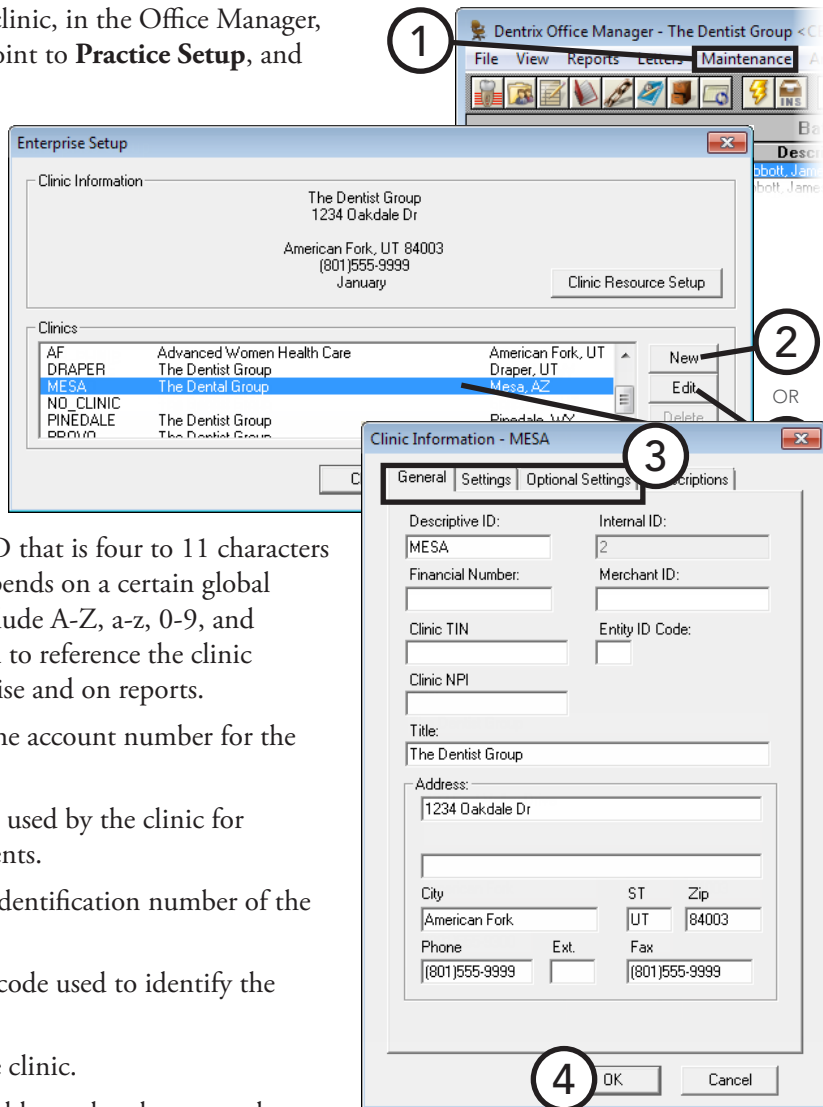 clinic, in the Office Manager,
point to Practice Setup, and
1
Dentrix Office Manager - The Dentist Group
File View Reports Letters Maintenance
INS
Enterprise Setup
Clinic Information
The Dentist Group
1234 Oakdale Dr
American Fork, UT 84003
(801)555-9999
January
Clinic Resource Setup
Clinics
AF Advanced Women Health Care American Fork, UT
DRAPER The Dentist Group Draper, UT
MESA The Dental Group Mesa, AZ
NO_CLINIC
PINEDALE The Dentist Group Pinedale, WY
PROVO The Dentist Group
New
Edit
Delete
2
OR
Clinic Information - MESA
3
General Settings Optional Settings
Descriptive ID: Internal ID:
MESA 2
Financial Number: Merchant ID:
Clinic TIN Entity ID Code:
Clinic NPI
Title:
The Dentist Group
Address:
1234 Oakdale Dr
City ST Zip
American Fork UT 84003
Phone Ext. Fax
(801)555-9999 (801)555-9999
4
OK Cancel
D that is four to 11 characters
pends on a certain global
lude A-Z, a-z, 0-9, and
to reference the clinic
ise and on reports.
he account number for the
used by the clinic for
ents.
dentification number of the
code used to identify the
e clinic.